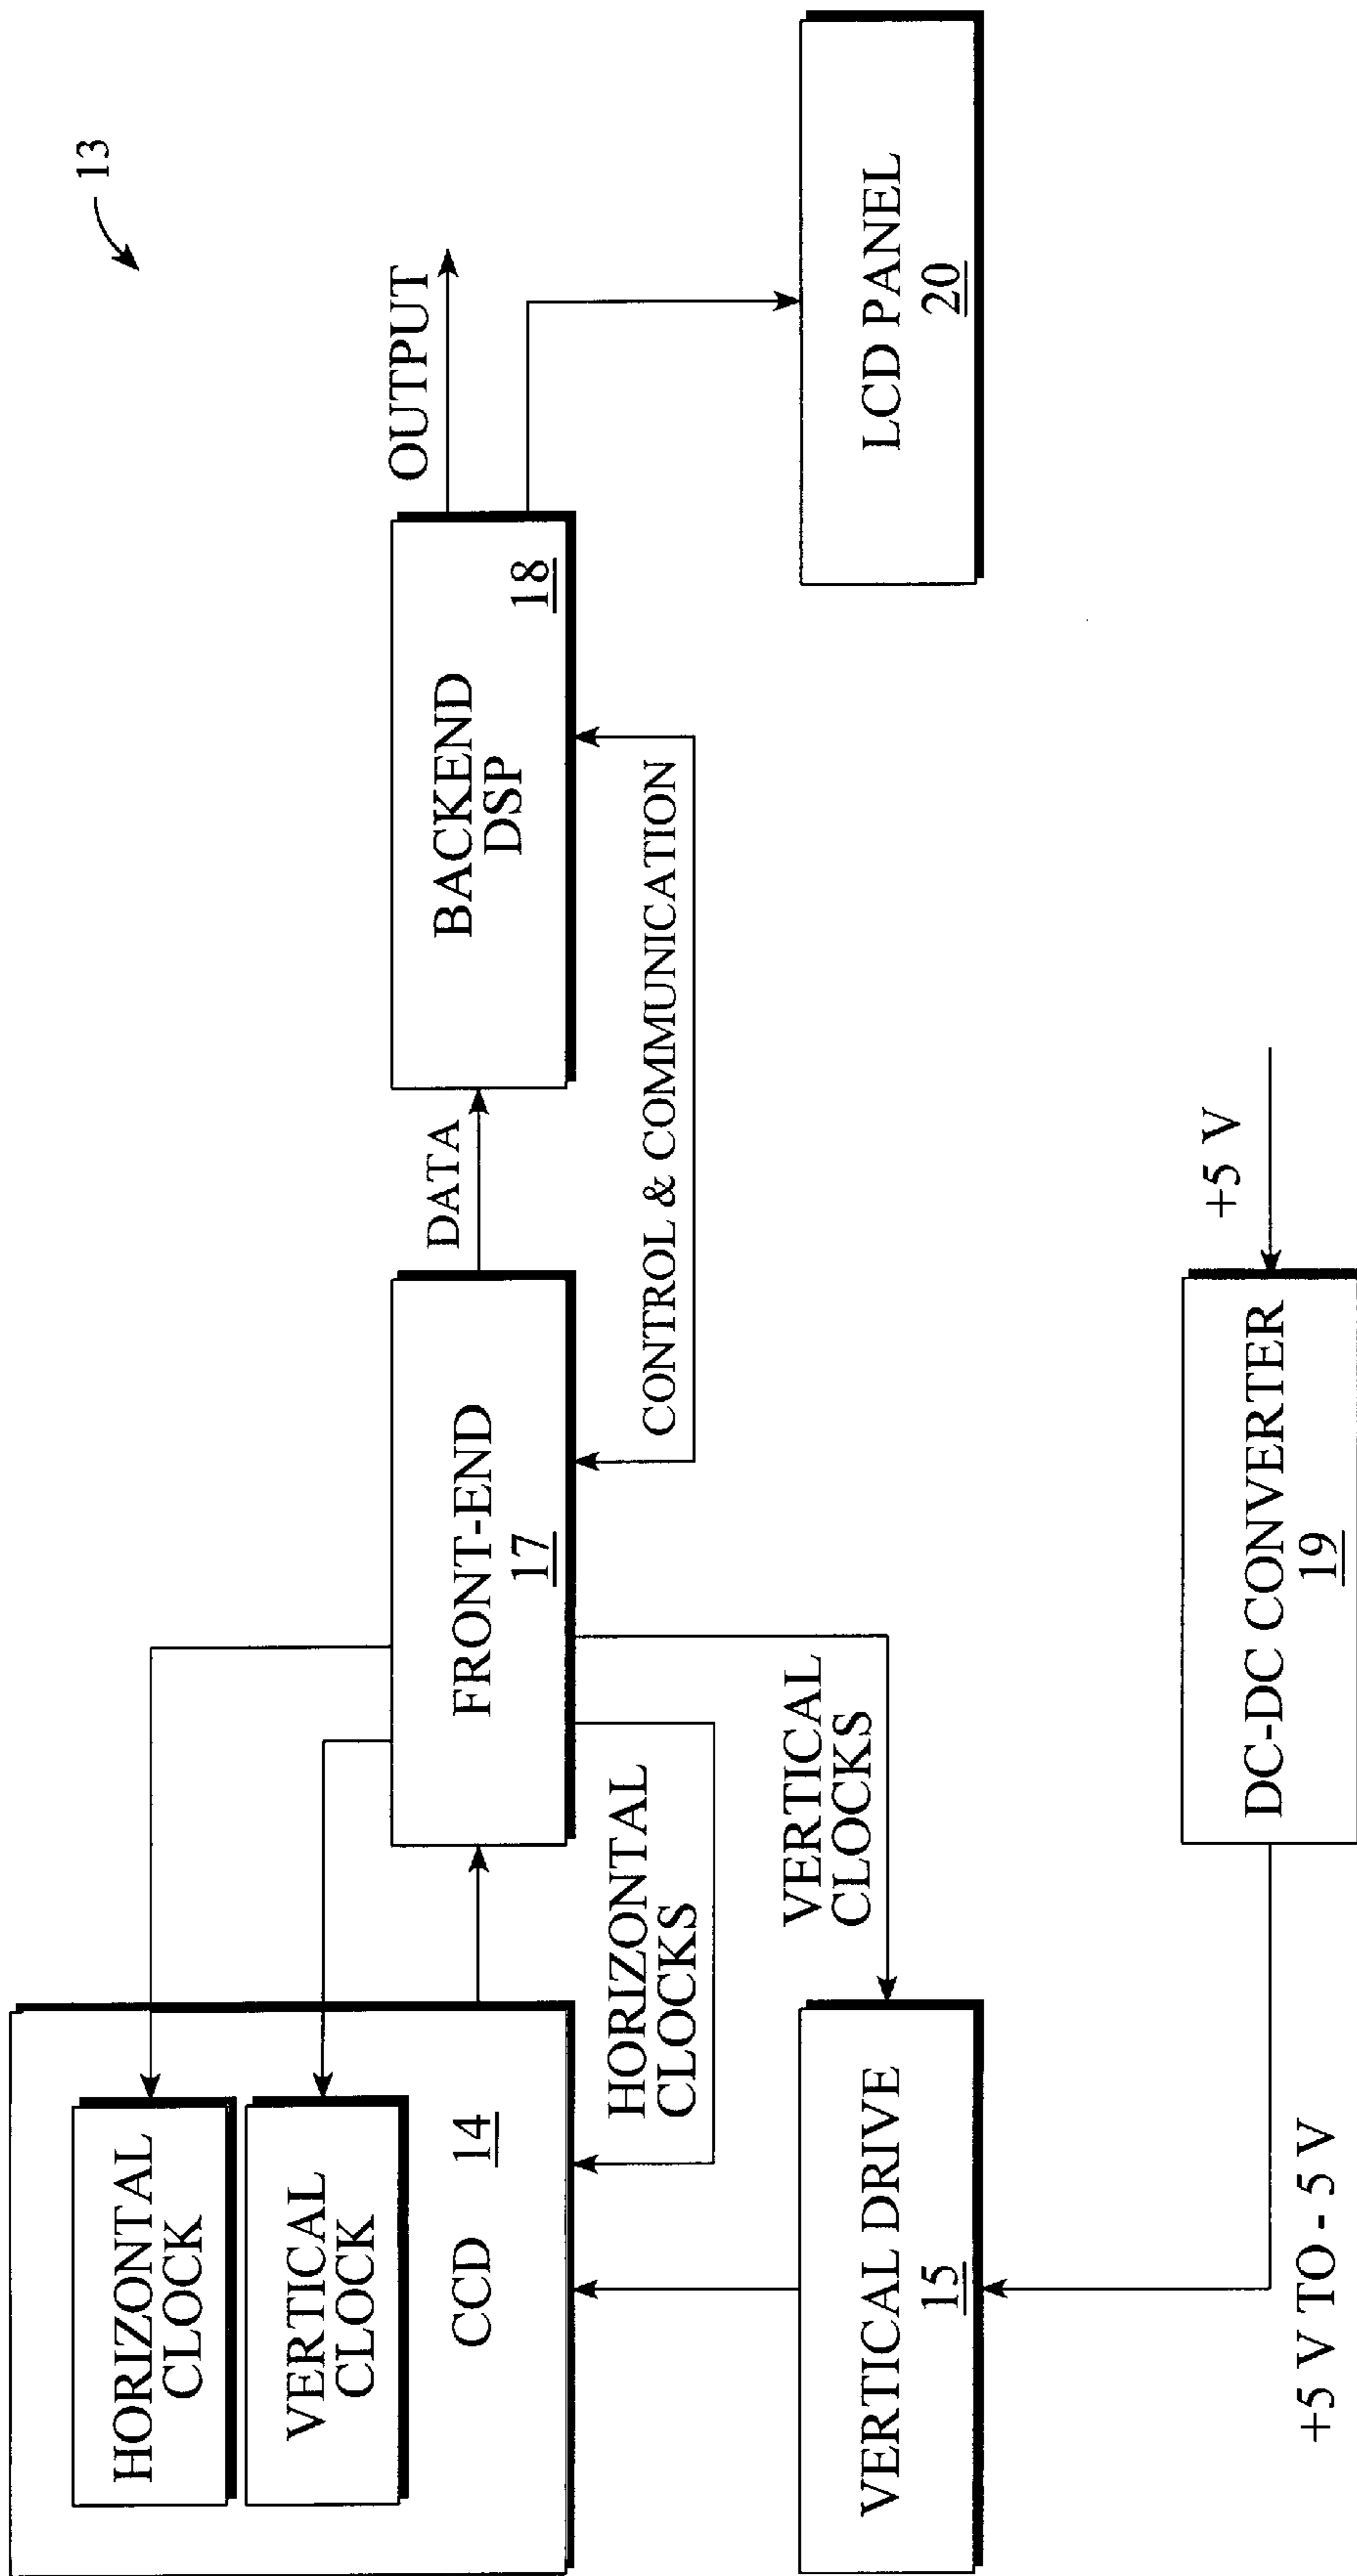 13
HORIZONTAL
CLOCK
VERTICAL
CLOCK
CCD 14
HORIZONTAL
CLOCKS
FRONT-END
17
DATA
BACKEND
DSP
18
OUTPUT
CONTROL & COMMUNICATION
VERTICAL
CLOCKS
VERTICAL DRIVE
15
LCD PANEL
20
+5 V TO - 5 V
DC-DC CONVERTER
19
+5 V